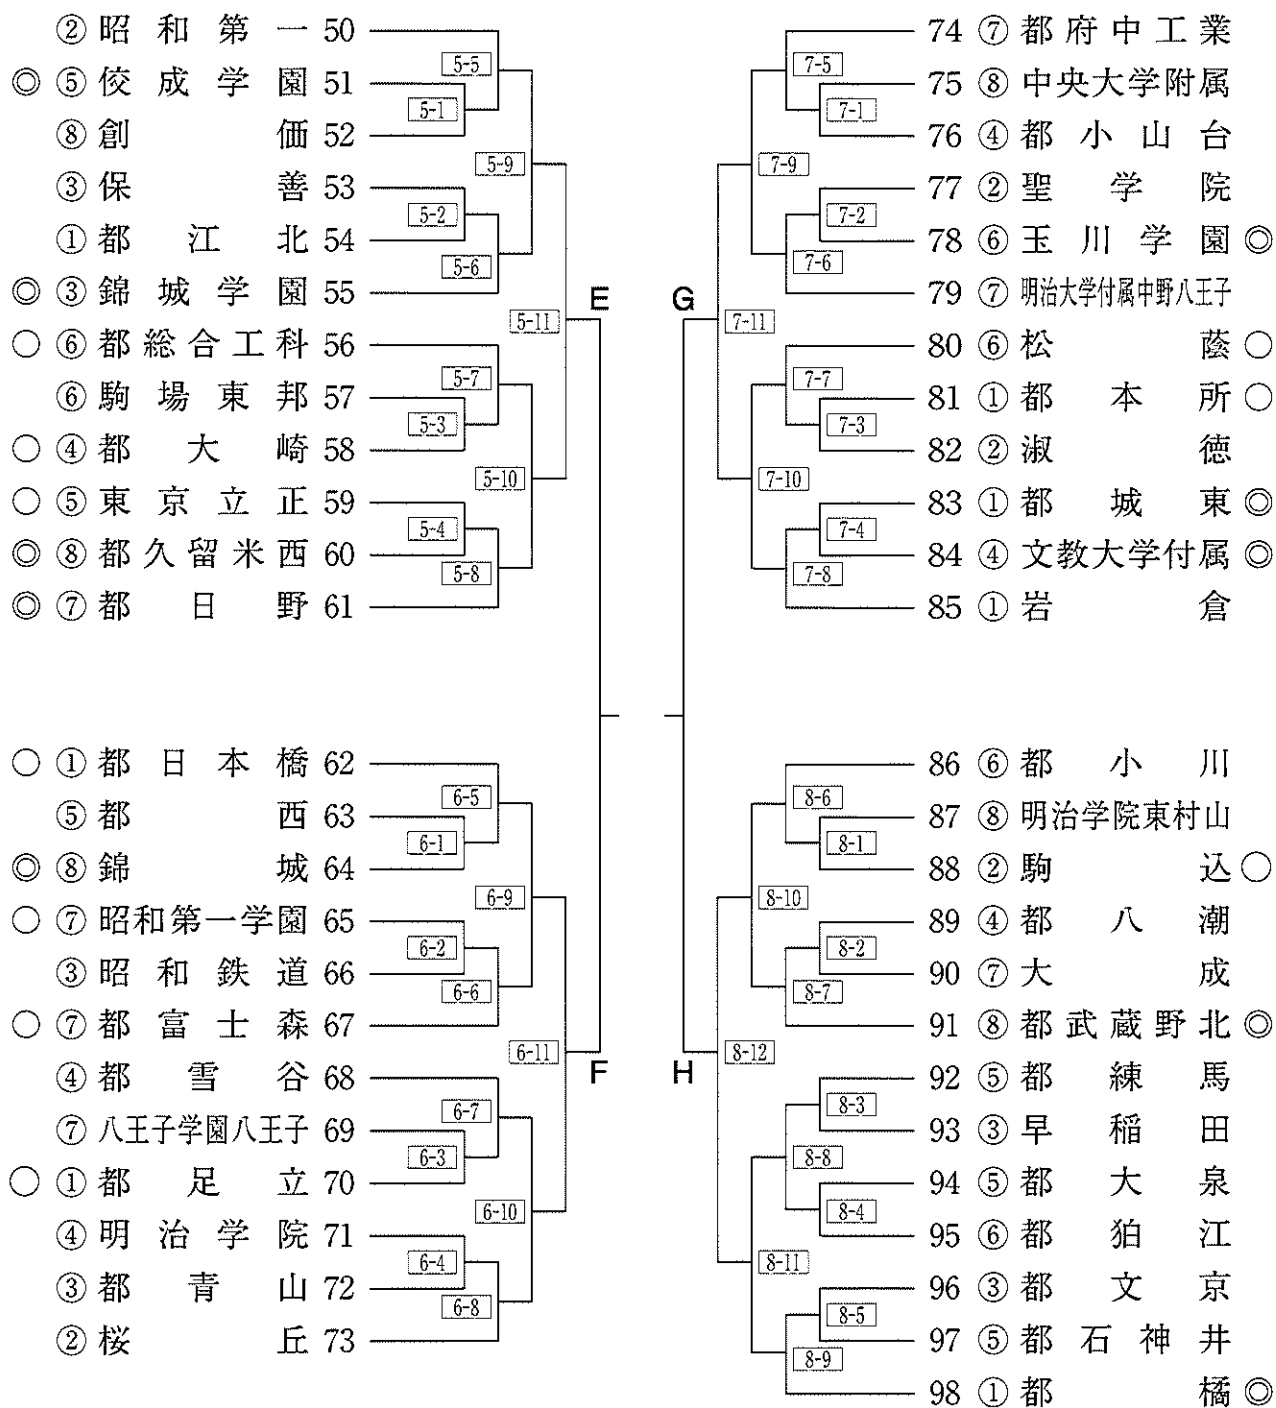 ② 昭和第一 50
5-5
◎ ⑤ 佼成学園 51
5-1
⑧ 創価 52
5-9
③ 保善 53
5-2
① 都江北 54
5-6
◎ ③ 錦城学園 55
E
5-11
○ ⑥ 都総合工科 56
5-7
⑥ 駒場東邦 57
5-3
○ ④ 都大崎 58
5-10
○ ⑤ 東京立正 59
5-4
◎ ⑧ 都久留米西 60
5-8
◎ ⑦ 都日野 61
○ ① 都日本橋 62
6-5
⑤ 都西 63
6-1
◎ ⑧ 錦城 64
6-9
○ ⑦ 昭和第一学園 65
6-2
③ 昭和鉄道 66
6-6
○ ⑦ 都富士森 67
6-11
F
④ 都雪谷 68
6-7
⑦ 八王子学園八王子 69
6-3
○ ① 都足立 70
6-10
④ 明治学院 71
6-4
③ 都青山 72
6-8
② 桜丘 73
74 ⑦ 都府中工業
7-5
75 ⑧ 中央大学附属
7-1
76 ④ 都小山台
7-9
77 ② 聖学院
7-2
78 ⑥ 玉川学園 ◎
7-6
79 ⑦ 明治大学付属中野八王子
G
7-11
80 ⑥ 松蔭 ○
7-7
81 ① 都本所 ○
7-3
82 ② 淑徳
7-10
83 ① 都城東 ◎
7-4
84 ④ 文教大学付属 ◎
7-8
85 ① 岩倉
86 ⑥ 都小川
8-6
87 ⑧ 明治学院東村山
8-1
88 ② 駒込 ○
8-10
89 ④ 都八潮
8-2
90 ⑦ 大成
8-7
91 ⑧ 都武蔵野北 ◎
8-12
H
92 ⑤ 都練馬
8-3
93 ③ 早稲田
8-8
94 ⑤ 都大泉
8-4
95 ⑥ 都狛江
8-11
96 ③ 都文京
8-5
97 ⑤ 都石神井
8-9
98 ① 都橘 ◎